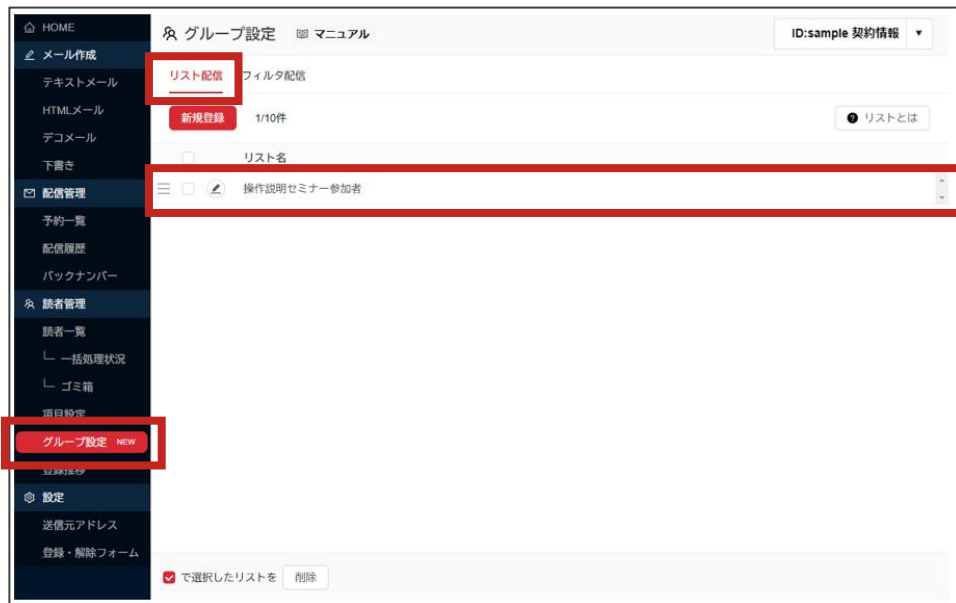 HOME
メール作成
テキストメール
HTMLメール
デコメール
下書き
配信管理
予約一覧
配信履歴
バックナンバー
読者管理
読者一覧
一括処理状況
ゴミ箱
項目設定
グループ設定 NEW
登録推移
設定
送信元アドレス
登録・解除フォーム
グループ設定 マニュアル
ID:sample 契約情報 ▼
リスト配信 フィルタ配信
新規登録 1/10件
? リストとは
リスト名
操作説明セミナー参加者
で選択したリストを 削除